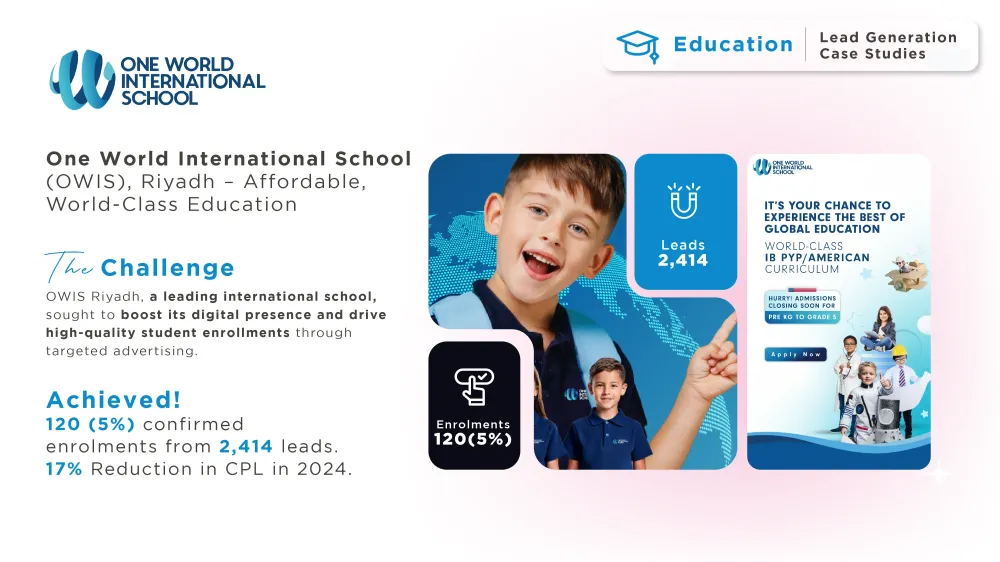 ONE WORLD
INTERNATIONAL
SCHOOL
Education
Lead Generation
Case Studies
One World International School
(OWIS), Riyadh – Affordable,
World-Class Education
The Challenge
OWIS Riyadh, a leading international school,
sought to boost its digital presence and drive
high-quality student enrollments through
targeted advertising.
Achieved!
120 (5%) confirmed
enrolments from 2,414 leads.
17% Reduction in CPL in 2024.
Leads
2,414
Enrolments
120(5%)
ONE WORLD
INTERNATIONAL
SCHOOL
IT'S YOUR CHANCE TO
EXPERIENCE THE BEST OF
GLOBAL EDUCATION
WORLD-CLASS
IB PYP/AMERICAN
CURRICULUM
HURRY! ADMISSIONS
CLOSING SOON FOR
PRE KG TO GRADE 5
Apply Now